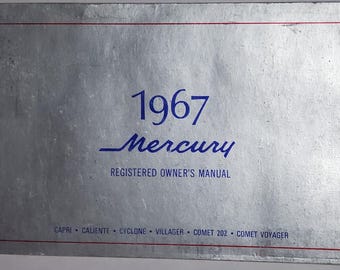 1967
Mercury
REGISTERED OWNER'S MANUAL
CAPRI • CALIENTE • CYCLONE • VILLAGER • COMET 202 • COMET VOYAGER